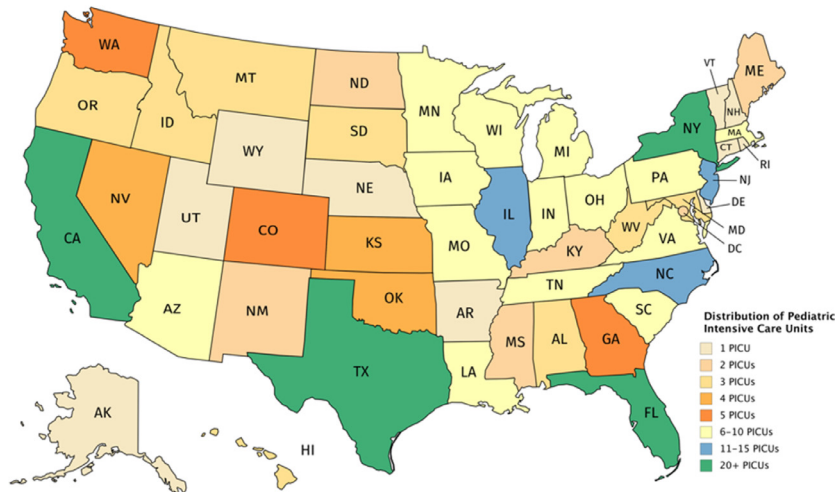 WA
MT
ND
OR
ID
SD
WY
MN
WI
MI
VT
ME
NH
NY
MA
CT
RI
NV
UT
NE
IA
IL
IN
OH
PA
NJ
DE
MD
DC
CA
CO
KS
MO
KY
WV
VA
AZ
NM
OK
AR
TN
NC
SC
MS
AL
GA
TX
LA
FL
AK
HI
Distribution of Pediatric
Intensive Care Units
1 PICU
2 PICUs
3 PICUs
4 PICUs
5 PICUs
6-10 PICUs
11-15 PICUs
20+ PICUs